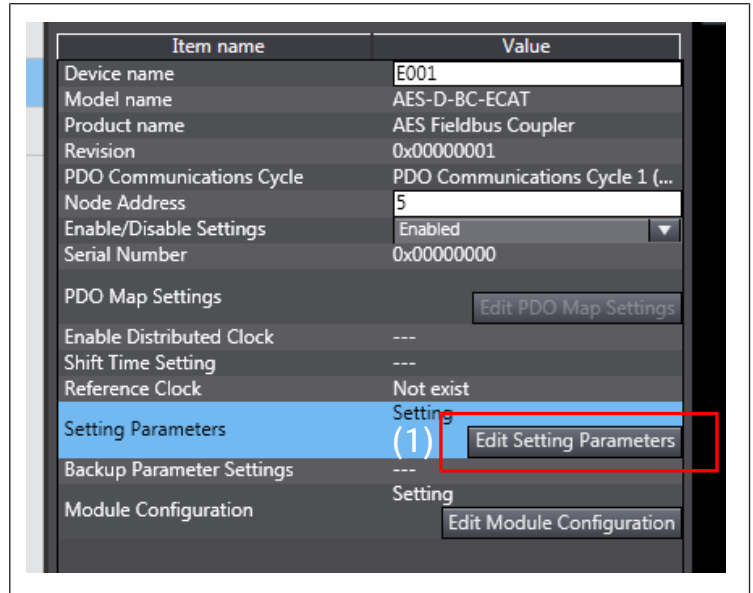 Item name Value
Device name E001
Model name AES-D-BC-ECAT
Product name AES Fieldbus Coupler
Revision 0x00000001
PDO Communications Cycle PDO Communications Cycle 1 (...
Node Address 5
Enable/Disable Settings Enabled
Serial Number 0x00000000
PDO Map Settings Edit PDO Map Settings
Enable Distributed Clock ---
Shift Time Setting ---
Reference Clock Not exist
Setting
Setting Parameters (1) Edit Setting Parameters
Backup Parameter Settings ---
Setting
Module Configuration Edit Module Configuration